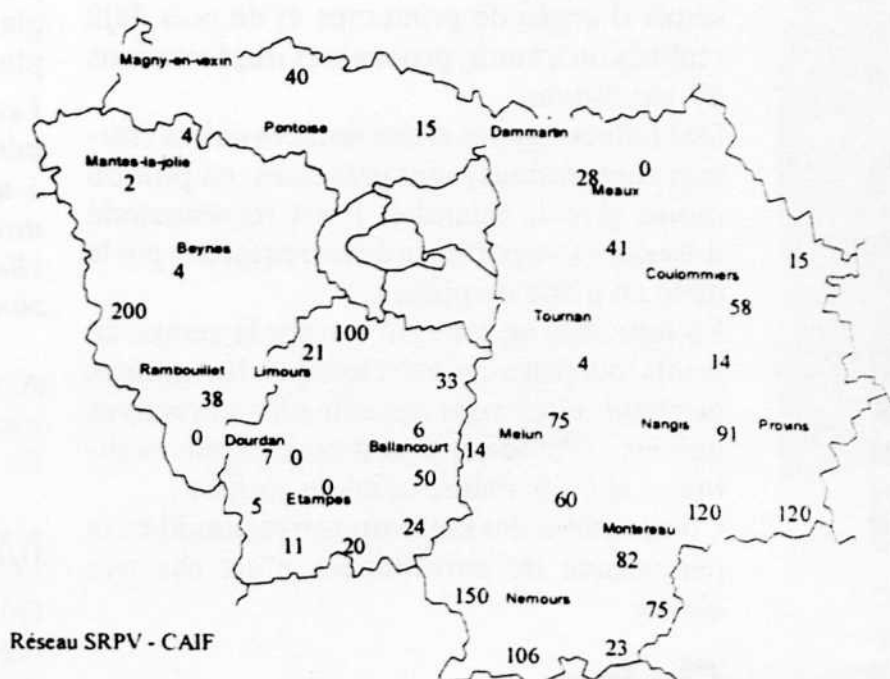 Magny-en-vexin
40
4
Pontoise
15
Dammartin
Mantes-la-jolie
2
28
0
Meaux
Beynes
4
41
Coulommiers
15
200
58
Tournan
100
21
Rambouillet
Limours
4
14
33
38
0
Dourdan
7
0
6
Ballancourt
14
Melun
75
Nangis
91
Provins
50
0
Etampes
5
24
60
120
120
Montereau
11
20
82
150
Nemours
75
Réseau SRPV - CAIF
106
23